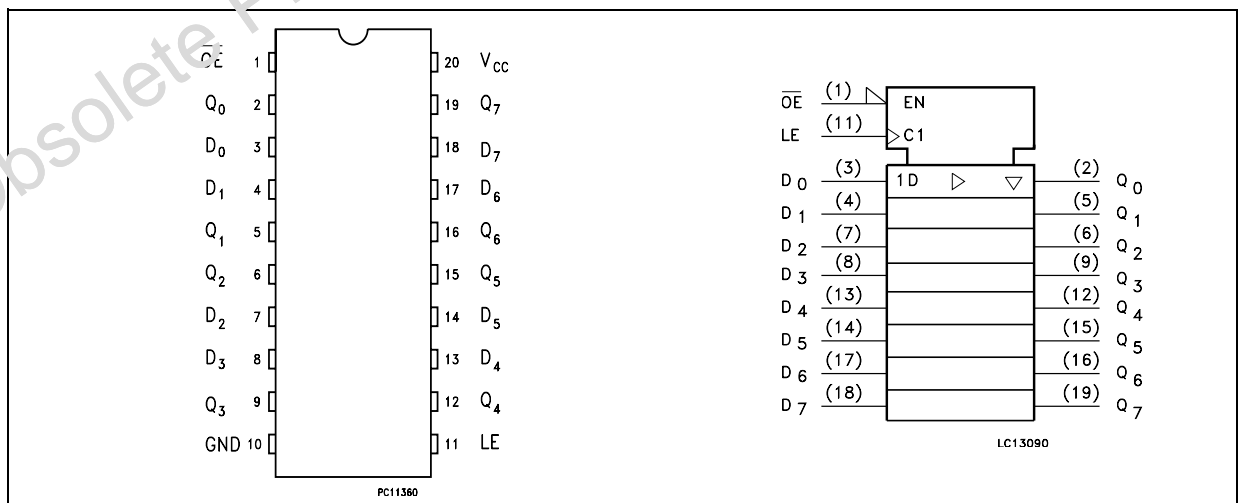 obsolete P
OE 1
20 VCC
Q0 2
19 Q7
D0 3
18 D7
D1 4
17 D6
Q1 5
16 Q6
Q2 6
15 Q5
D2 7
14 D5
D3 8
13 D4
Q3 9
12 Q4
GND 10
11 LE
PC11360
OE (1) EN
LE (11) C1
D0 (3) 1D (2) Q0
D1 (4) (5) Q1
D2 (7) (6) Q2
D3 (8) (9) Q3
D4 (13) (12) Q4
D5 (14) (15) Q5
D6 (17) (16) Q6
D7 (18) (19) Q7
LC13090